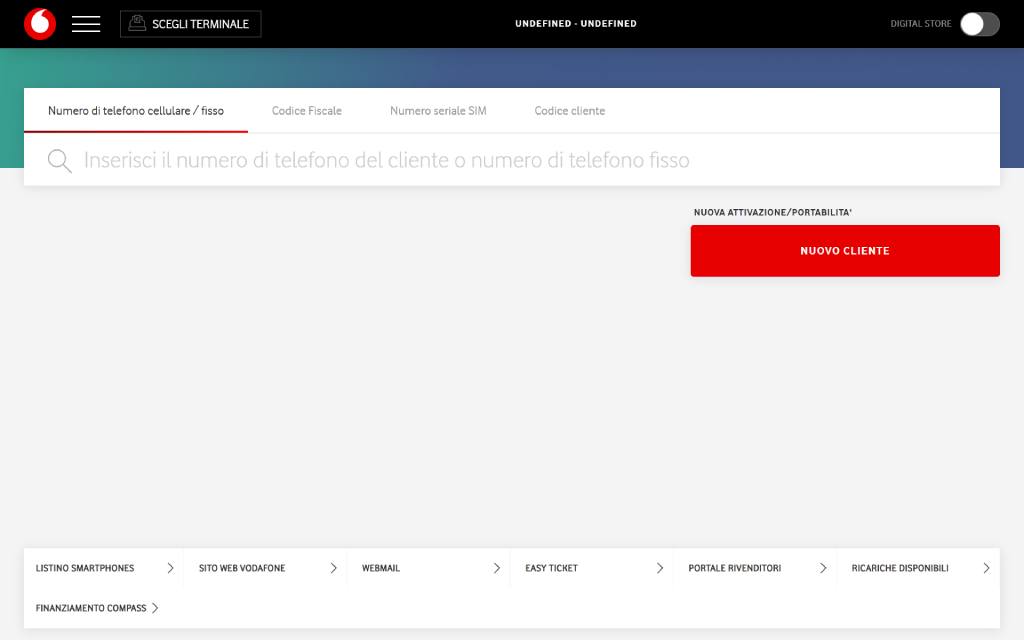 SCEGLI TERMINALE
UNDEFINED - UNDEFINED
DIGITAL STORE
Numero di telefono cellulare / fisso
Codice Fiscale
Numero seriale SIM
Codice cliente
Inserisci il numero di telefono del cliente o numero di telefono fisso
NUOVA ATTIVAZIONE/PORTABILITA'
NUOVO CLIENTE
LISTINO SMARTPHONES
SITO WEB VODAFONE
WEBMAIL
EASY TICKET
PORTALE RIVENDITORI
RICARICHE DISPONIBILI
FINANZIAMENTO COMPASS